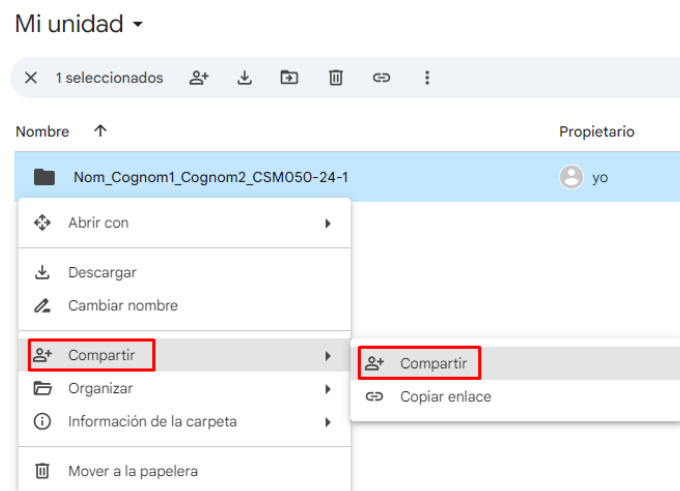 Mi unidad
1 seleccionados
Nombre
Propietario
Nom_Cognom1_Cognom2_CSM050-24-1
yo
Abrir con
Descargar
Cambiar nombre
Compartir
Compartir
Organizar
Copiar enlace
Información de la carpeta
Mover a la papelera